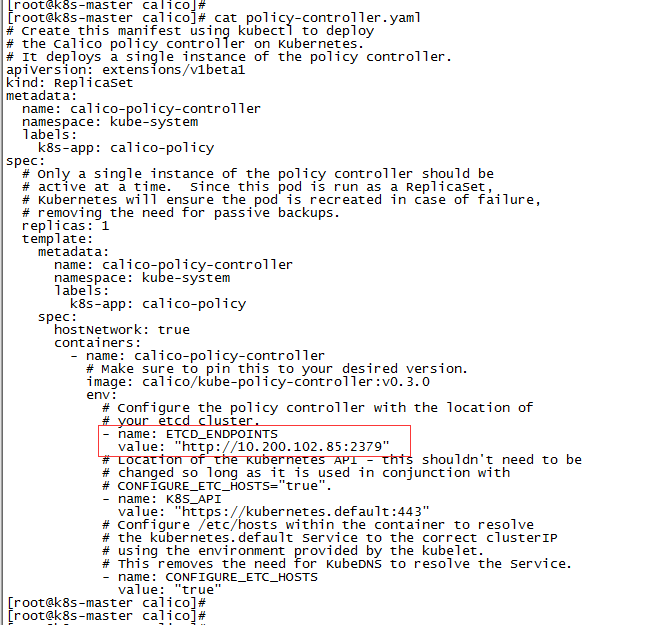 [root@k8s-master calico]#
[root@k8s-master calico]# cat policy-controller.yaml
# Create this manifest using kubectl to deploy
# the Calico policy controller on Kubernetes.
# It deploys a single instance of the policy controller.
apiVersion: extensions/v1beta1
kind: ReplicaSet
metadata:
  name: calico-policy-controller
  namespace: kube-system
  labels:
    k8s-app: calico-policy
spec:
  # Only a single instance of the policy controller should be
  # active at a time.  Since this pod is run as a ReplicaSet,
  # Kubernetes will ensure the pod is recreated in case of failure,
  # removing the need for passive backups.
  replicas: 1
  template:
    metadata:
      name: calico-policy-controller
      namespace: kube-system
      labels:
        k8s-app: calico-policy
    spec:
      hostNetwork: true
      containers:
        - name: calico-policy-controller
          # Make sure to pin this to your desired version.
          image: calico/kube-policy-controller:v0.3.0
          env:
            # Configure the policy controller with the location of
            # your etcd cluster.
            - name: ETCD_ENDPOINTS
              value: "http://10.200.102.85:2379"
            # Location of the Kubernetes API - this shouldn't need to be
            # changed so long as it is used in conjunction with
            # CONFIGURE_ETC_HOSTS="true".
            - name: K8S_API
              value: "https://kubernetes.default:443"
            # Configure /etc/hosts within the container to resolve
            # the kubernetes.default Service to the correct clusterIP
            # using the environment provided by the kubelet.
            # This removes the need for KubeDNS to resolve the Service.
            - name: CONFIGURE_ETC_HOSTS
              value: "true"
[root@k8s-master calico]#
[root@k8s-master calico]#